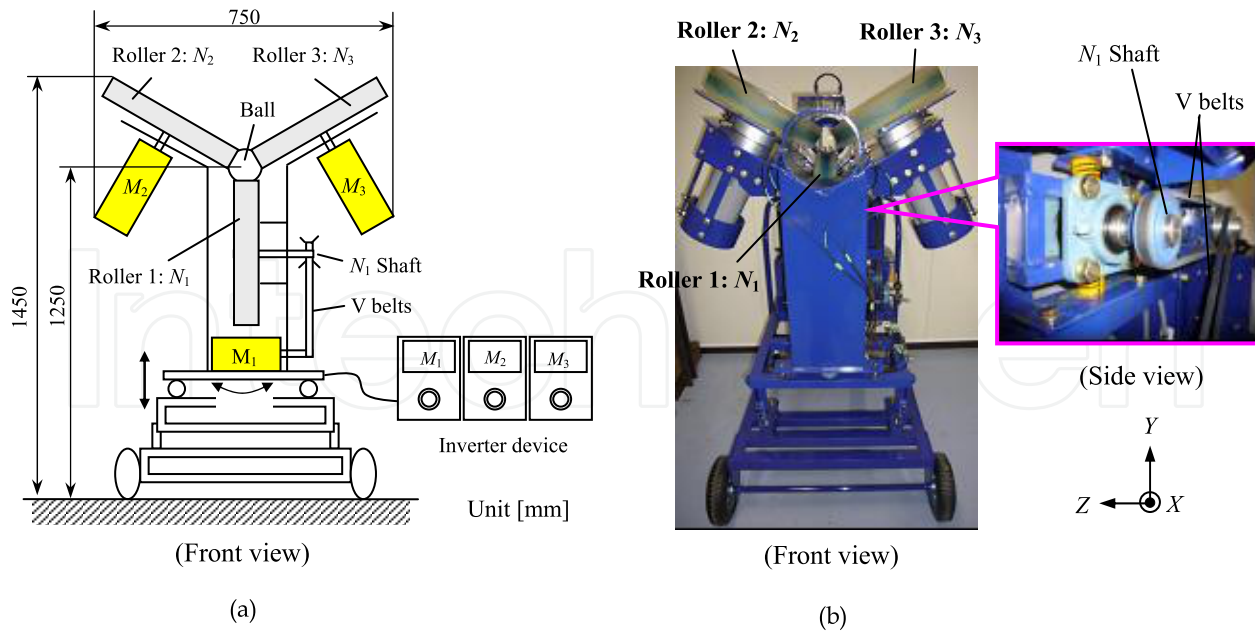 750
Roller 2: N2
Roller 3: N3
Ball
M2
M3
1450
1250
Roller 1: N1
N1 Shaft
V belts
M1
M1
M2
M3
Inverter device
Unit [mm]
(Front view)
(a)
Roller 2: N2
Roller 3: N3
N1 Shaft
V belts
Roller 1: N1
(Side view)
Y
Z
X
(Front view)
(b)